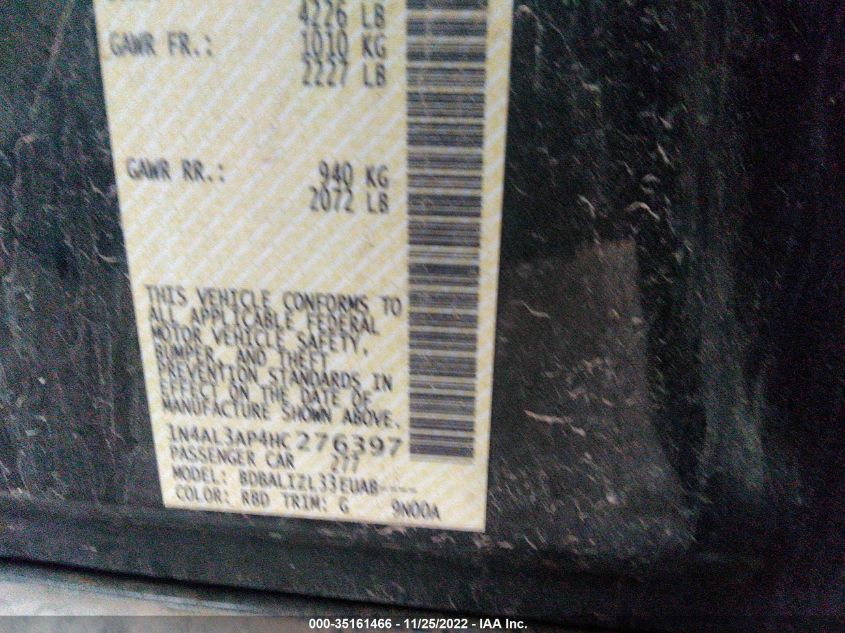 4226 LB
GAWR FR.: 1010 KG
2227 LB
GAWR RR.: 940 KG
2072 LB
THIS VEHICLE CONFORMS TO
ALL APPLICABLE FEDERAL
MOTOR VEHICLE SAFETY,
BUMPER, AND THEFT
PREVENTION STANDARDS IN
EFFECT ON THE DATE OF
MANUFACTURE SHOWN ABOVE.
1N4AL3AP4HC276397
PASSENGER CAR 277
MODEL: BDBALIZL33EUAB----
COLOR: RBD TRIM: G 9N00A
000-35161466 - 11/25/2022 - IAA Inc.